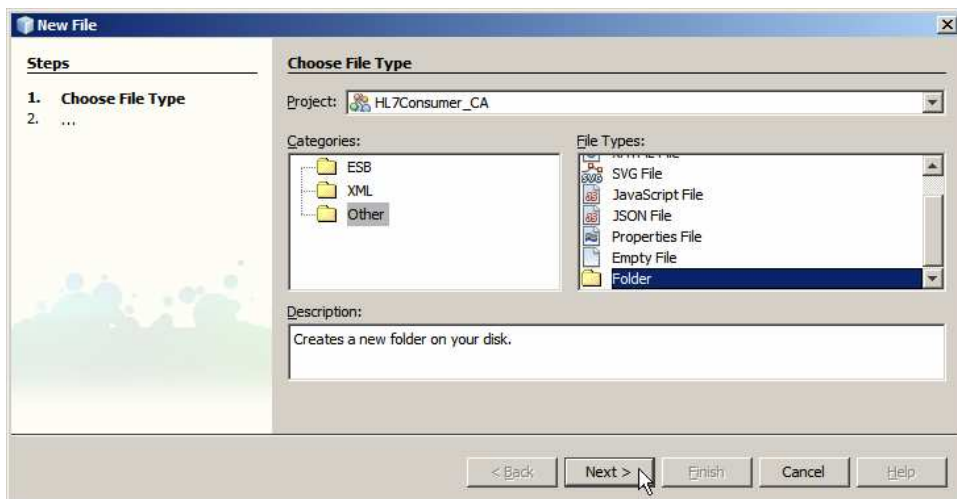 New File
Steps
1. Choose File Type
2. ...
Choose File Type
Project: HL7Consumer_CA
Categories:
ESB
XML
Other
File Types:
SVG File
JavaScript File
JSON File
Properties File
Empty File
Folder
Description:
Creates a new folder on your disk.
< Back
Next >
Finish
Cancel
Help